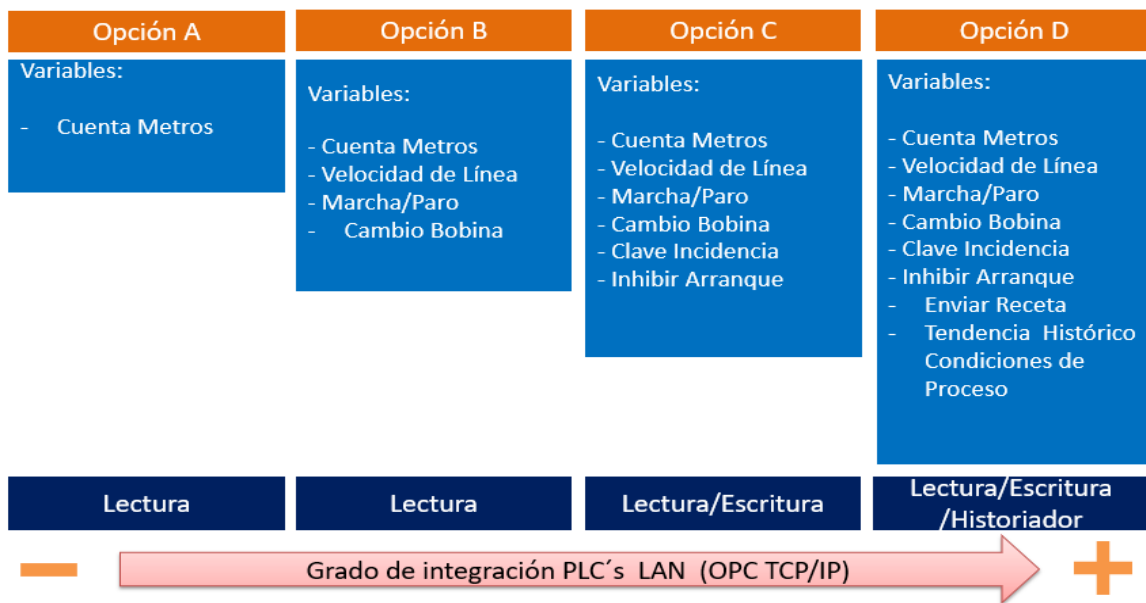 Opción A
Variables:
- Cuenta Metros
Lectura
Opción B
Variables:
- Cuenta Metros
- Velocidad de Línea
- Marcha/Paro
- Cambio Bobina
Lectura
Opción C
Variables:
- Cuenta Metros
- Velocidad de Línea
- Marcha/Paro
- Cambio Bobina
- Clave Incidencia
- Inhibir Arranque
Lectura/Escritura
Opción D
Variables:
- Cuenta Metros
- Velocidad de Línea
- Marcha/Paro
- Cambio Bobina
- Clave Incidencia
- Inhibir Arranque
- Enviar Receta
- Tendencia Histórico
Condiciones de
Proceso
Lectura/Escritura
/Historiador
Grado de integración PLC´s LAN (OPC TCP/IP)